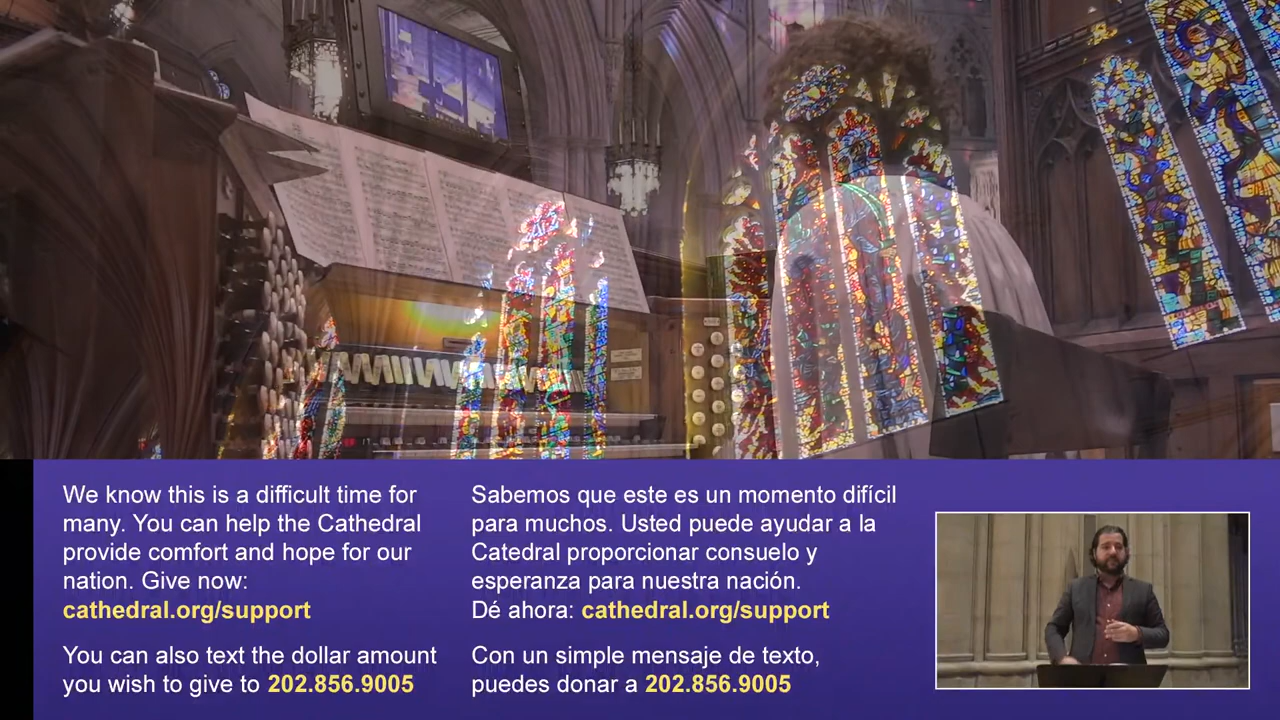 We know this is a difficult time for
many. You can help the Cathedral
provide comfort and hope for our
nation. Give now:
cathedral.org/support
You can also text the dollar amount
you wish to give to 202.856.9005
Sabemos que este es un momento difícil
para muchos. Usted puede ayudar a la
Catedral proporcionar consuelo y
esperanza para nuestra nación.
Dé ahora: cathedral.org/support
Con un simple mensaje de texto,
puedes donar a 202.856.9005